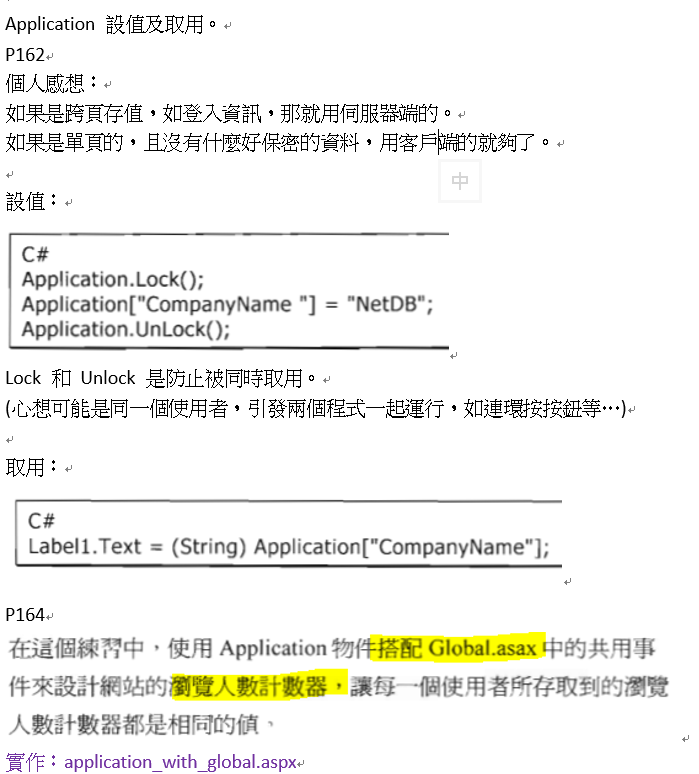 Application 設值及取用。
P162
個人感想：
如果是跨頁存值，如登入資訊，那就用伺服器端的。
如果是單頁的，且沒有什麼好保密的資料，用客戶端的就夠了。
中
設值：
C#
Application.Lock();
Application["CompanyName "] = "NetDB";
Application.UnLock();
Lock 和 Unlock 是防止被同時取用。
(心想可能是同一個使用者，引發兩個程式一起運行，如連環按按鈕等…)
取用：
C#
Label1.Text = (String) Application["CompanyName"];
P164
在這個練習中，使用 Application 物件搭配 Global.asax 中的共用事
件來設計網站的瀏覽人數計數器，讓每一個使用者所存取到的瀏覽
人數計數器都是相同的值。
實作：application_with_global.aspx